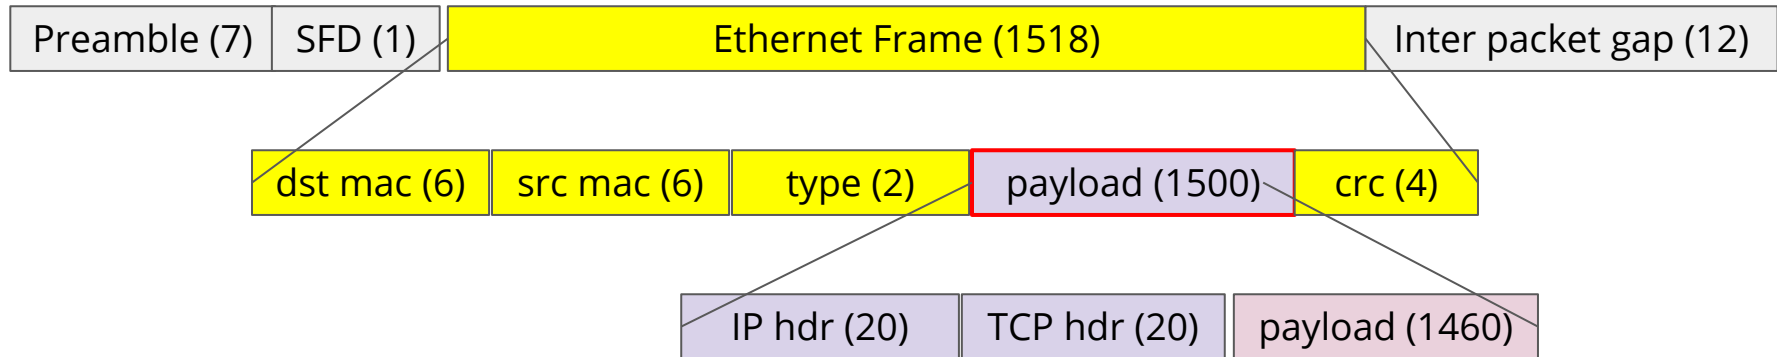 Preamble (7) SFD (1) Ethernet Frame (1518) Inter packet gap (12)
dst mac (6) src mac (6) type (2) payload (1500) crc (4)
IP hdr (20) TCP hdr (20) payload (1460)